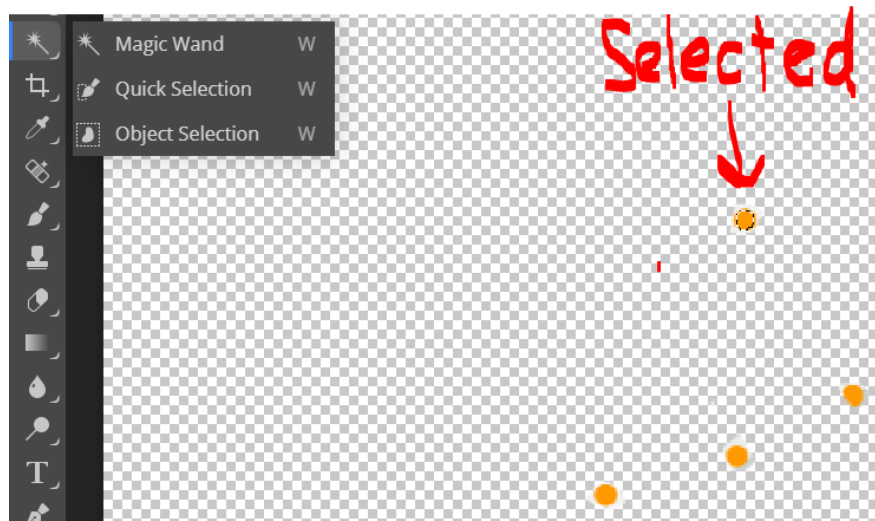 Selected
Magic Wand W
Quick Selection W
Object Selection W
T